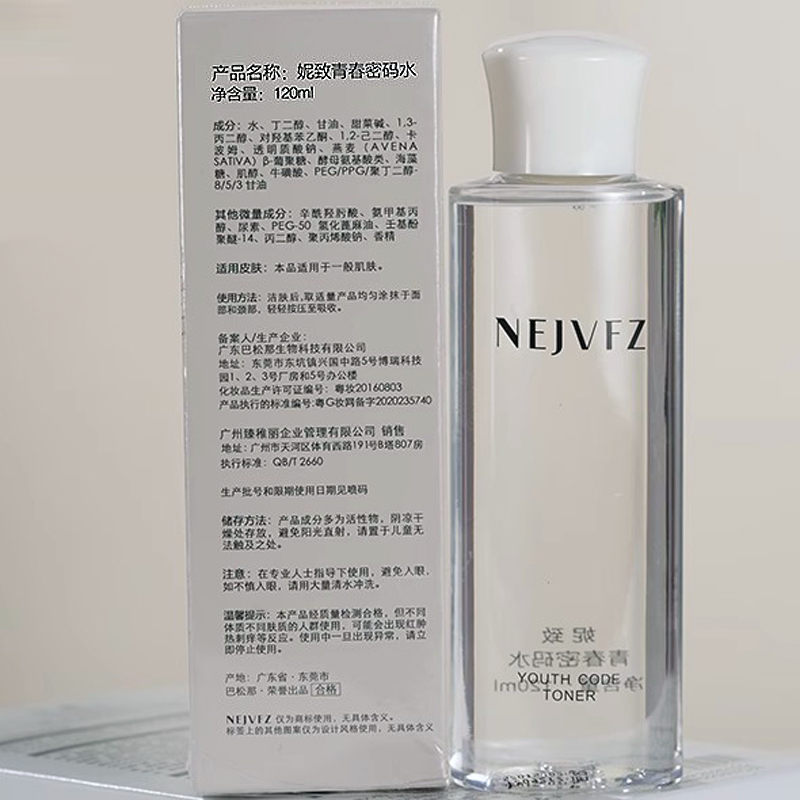 产品名称：妮致青春密码水
净含量：120ml
成分：水、丁二醇、甘油、甜菜碱、1,3-
丙二醇、对羟基苯乙酮、1,2-己二醇、卡
波姆、透明质酸钠、燕麦（AVENA
SATIVA）β-葡聚糖、酵母氨基酸类、海藻
糖、肌醇、牛磺酸、PEG/PPG/聚丁二醇-
8/5/3 甘油
其他微量成分：辛酰羟肟酸、氨甲基丙
醇、尿素、PEG-50 氢化蓖麻油、壬基酚
聚醚-14、丙二醇、聚丙烯酸钠、香精
适用皮肤：本品适用于一般肌肤。
使用方法：洁肤后,取适量产品均匀涂抹于面
部和颈部，轻轻按压至吸收。
备案人/生产企业：
广东巴松那生物科技有限公司
地址：东莞市东坑镇兴国中路5号博瑞科技
园1、2、3号厂房和5号办公楼
化妆品生产许可证编号：粤妆20160803
产品执行的标准编号:粤G妆网备字2020235740
广州臻稚丽企业管理有限公司 销售
地址：广州市天河区体育西路191号B塔807房
执行标准：QB/T 2660
生产批号和限期使用日期见喷码
储存方法：产品成分多为活性物，阴凉干
燥处存放，避免阳光直射，请置于儿童无
法触及之处。
注意：在专业人士指导下使用，避免入眼，
如不慎入眼，请用大量清水冲洗。
温馨提示：本产品经质量检测合格，但不同
体质不同肤质的人群使用，可能会出现红肿
热刺痒等反应。使用中一旦出现异常，请立
即停止使用。
产地：广东省·东莞市
巴松那·荣誉出品 合格
NEJVFZ 仅为商标使用，无具体含义。
标签上的其他图案仅为设计风格使用，无具体含义
NEJVFZ
妮致
青春密码水
净含量120ml
YOUTH CODE
TONER